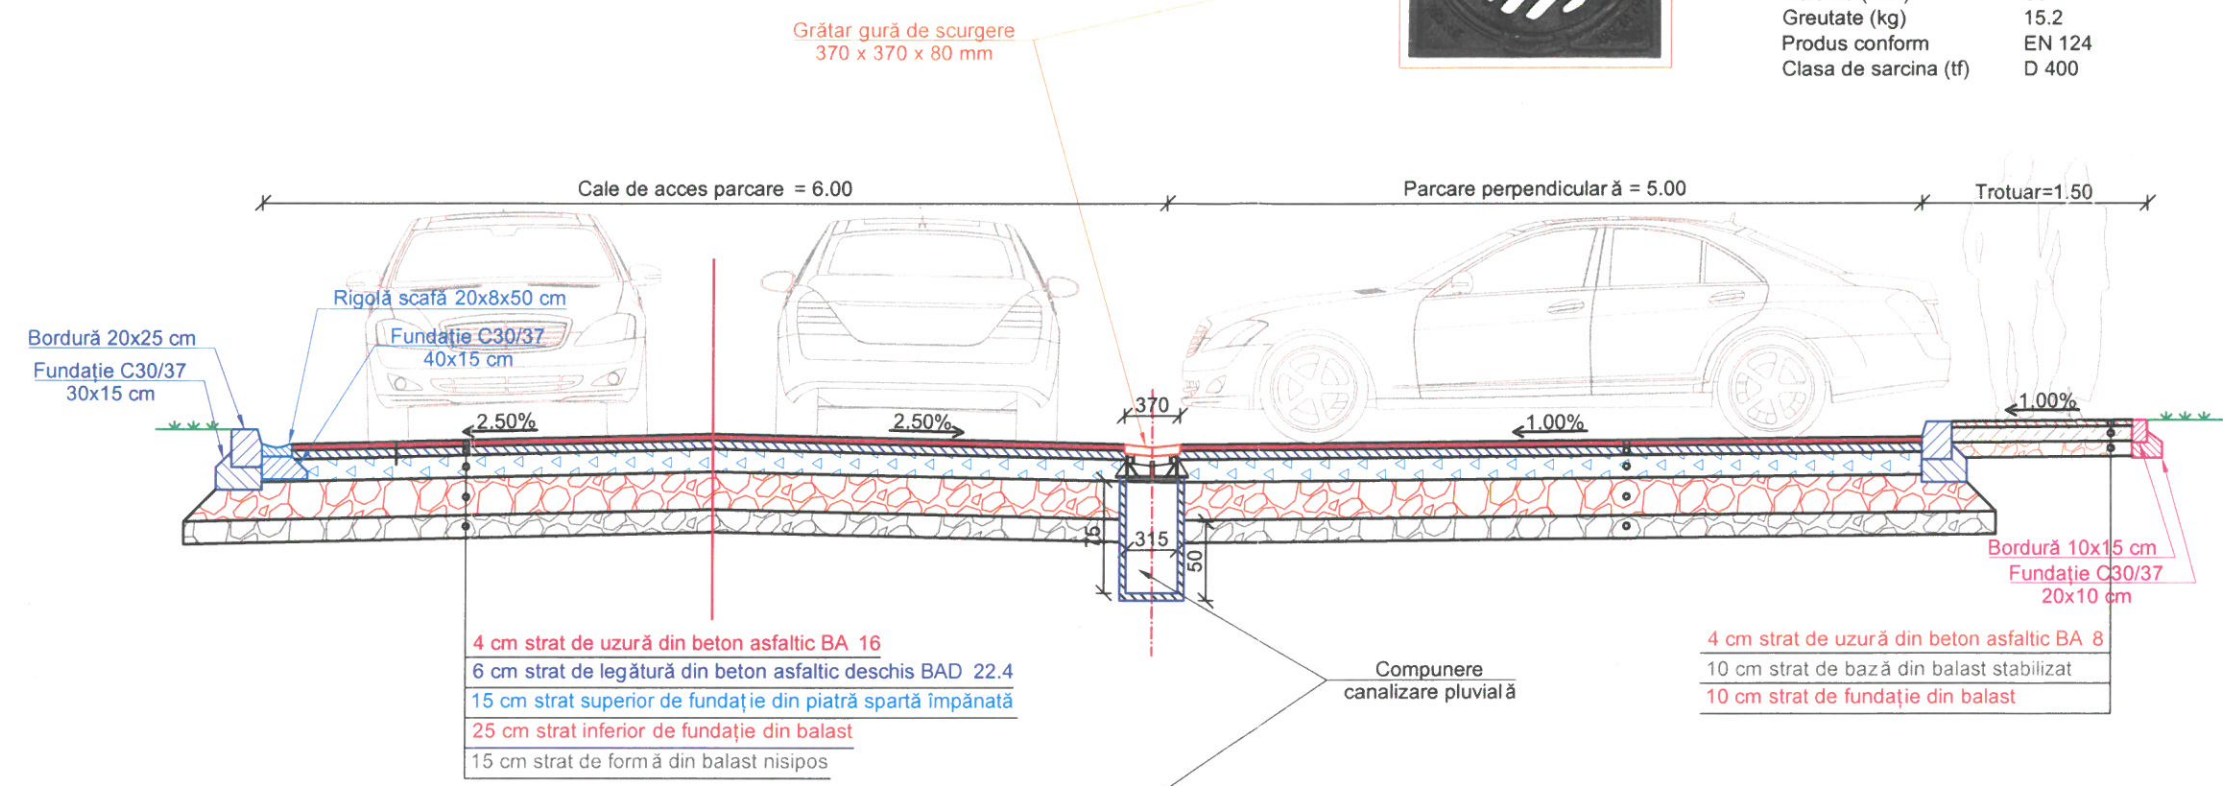 Grătar gură de scurgere
370 x 370 x 80 mm
Greutate (kg) 15.2
Produs conform EN 124
Clasa de sarcina (tf) D 400
Cale de acces parcare = 6.00
Parcare perpendiculară = 5.00
Trotuar=1.50
Rigolă scafă 20x8x50 cm
Bordură 20x25 cm
Fundație C30/37
40x15 cm
Fundație C30/37
30x15 cm
2.50%
2.50%
370
1.00%
1.00%
75
315
50
Bordură 10x15 cm
Fundație C30/37
20x10 cm
4 cm strat de uzură din beton asfaltic BA 16
6 cm strat de legătură din beton asfaltic deschis BAD 22.4
15 cm strat superior de fundație din piatră spartă împănată
25 cm strat inferior de fundație din balast
15 cm strat de formă din balast nisipos
Compunere
canalizare pluvială
4 cm strat de uzură din beton asfaltic BA 8
10 cm strat de bază din balast stabilizat
10 cm strat de fundație din balast